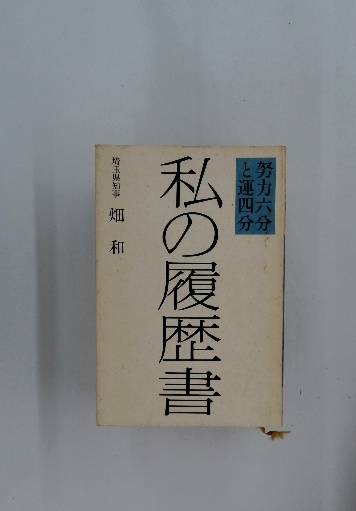 努力六分
と運四分
私の履歴書
埼玉県知事 畑和